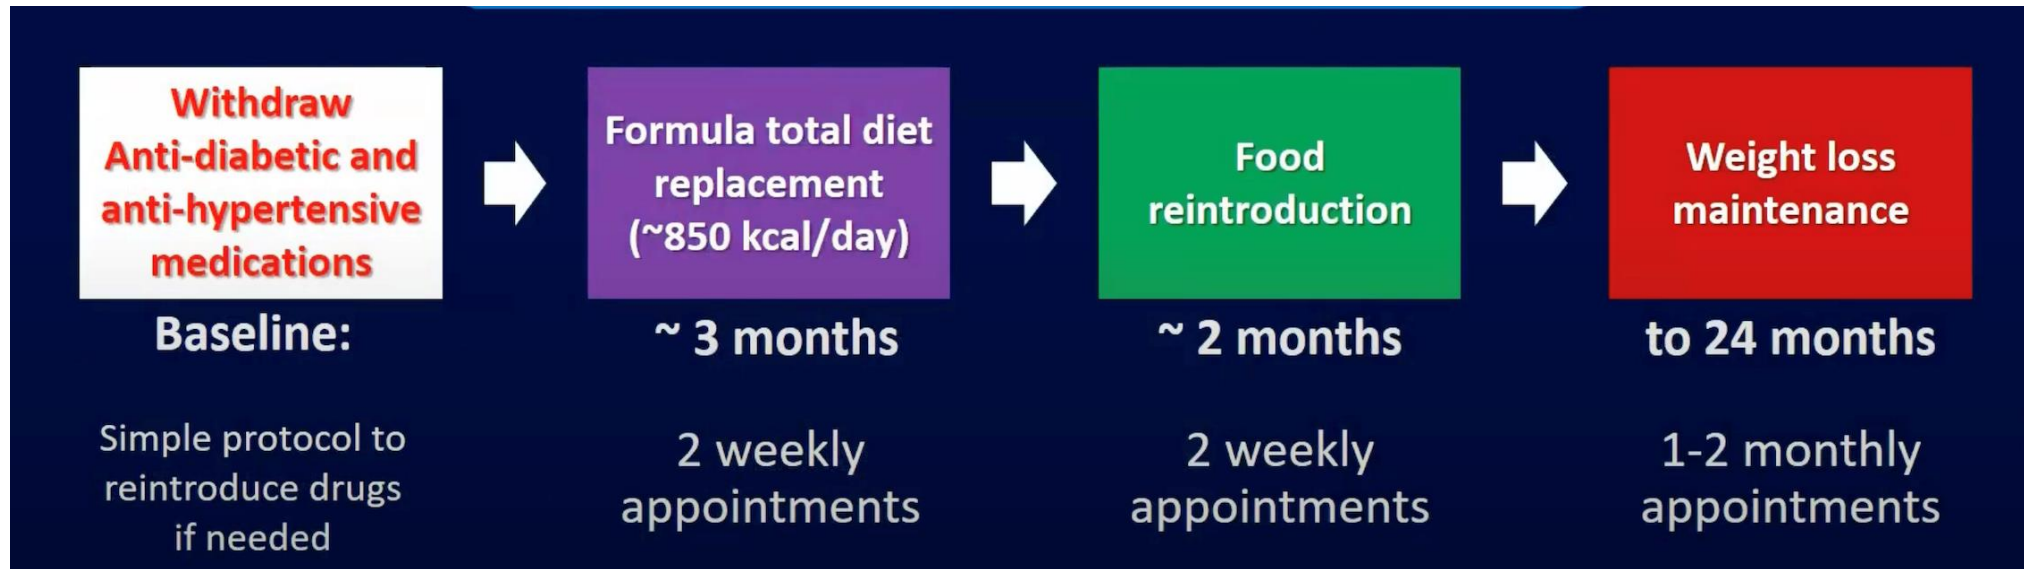 Withdraw
Anti-diabetic and
anti-hypertensive
medications
Baseline:
Simple protocol to
reintroduce drugs
if needed
Formula total diet
replacement
(~850 kcal/day)
~ 3 months
2 weekly
appointments
Food
reintroduction
~ 2 months
2 weekly
appointments
Weight loss
maintenance
to 24 months
1-2 monthly
appointments